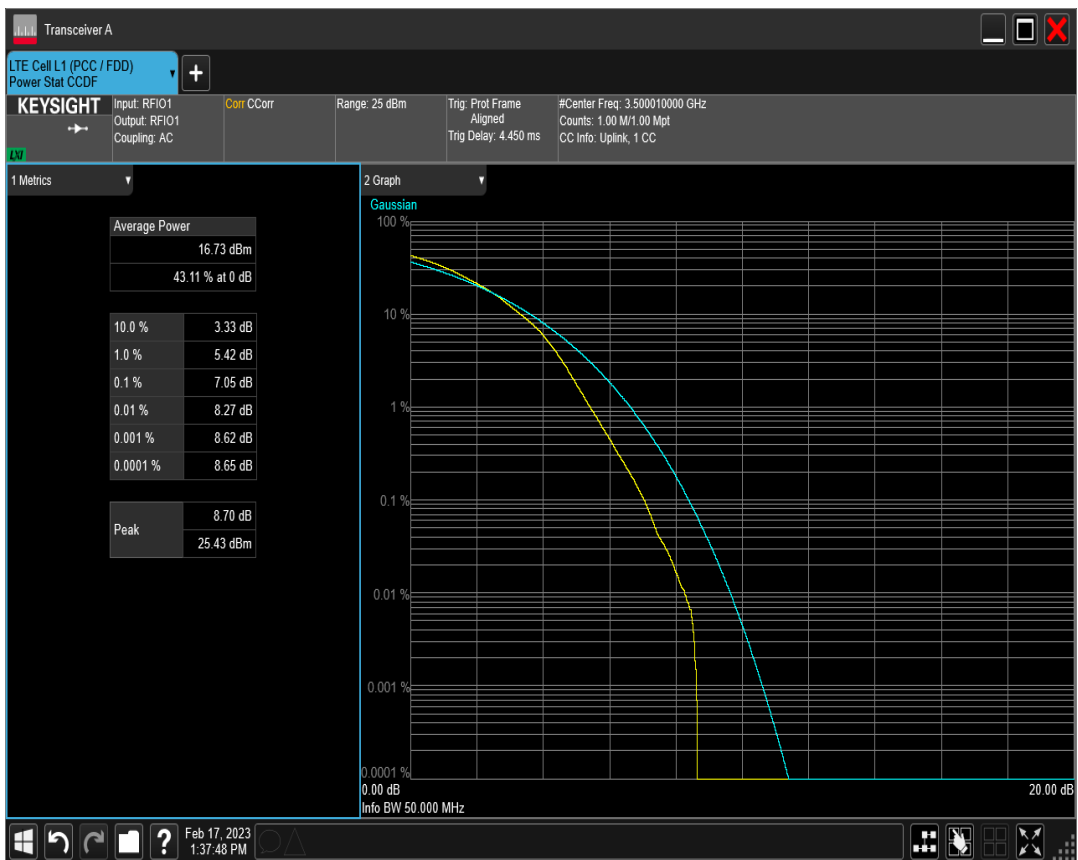 Transceiver A
LTE Cell L1 (PCC / FDD)
Power Stat CCDF
KEYSIGHT
LXI
Input: RFIO1
Output: RFIO1
Coupling: AC
Corr CCorr
Range: 25 dBm
Trig: Prot Frame
Aligned
Trig Delay: 4.450 ms
#Center Freq: 3.500010000 GHz
Counts: 1.00 M/1.00 Mpt
CC Info: Uplink, 1 CC
1 Metrics
Average Power
16.73 dBm
43.11 % at 0 dB
10.0 % 3.33 dB
1.0 % 5.42 dB
0.1 % 7.05 dB
0.01 % 8.27 dB
0.001 % 8.62 dB
0.0001 % 8.65 dB
Peak 8.70 dB
25.43 dBm
2 Graph
Gaussian
100 %
10 %
1 %
0.1 %
0.01 %
0.001 %
0.0001 %
0.00 dB 20.00 dB
Info BW 50.000 MHz
?
Feb 17, 2023
1:37:48 PM